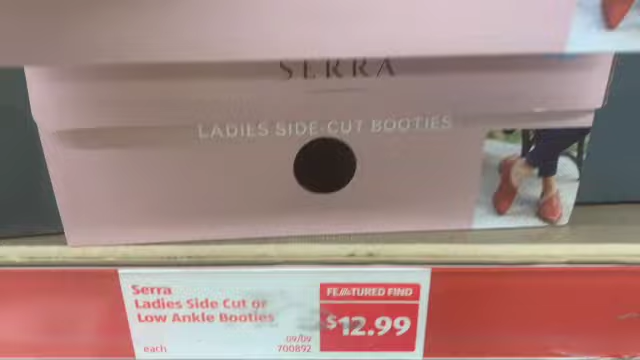 SERRA
LADIES SIDE-CUT BOOTIES
Serra
Ladies Side Cut or
Low Ankle Booties
each
09/09
700892
FEATURED FIND
$12.99